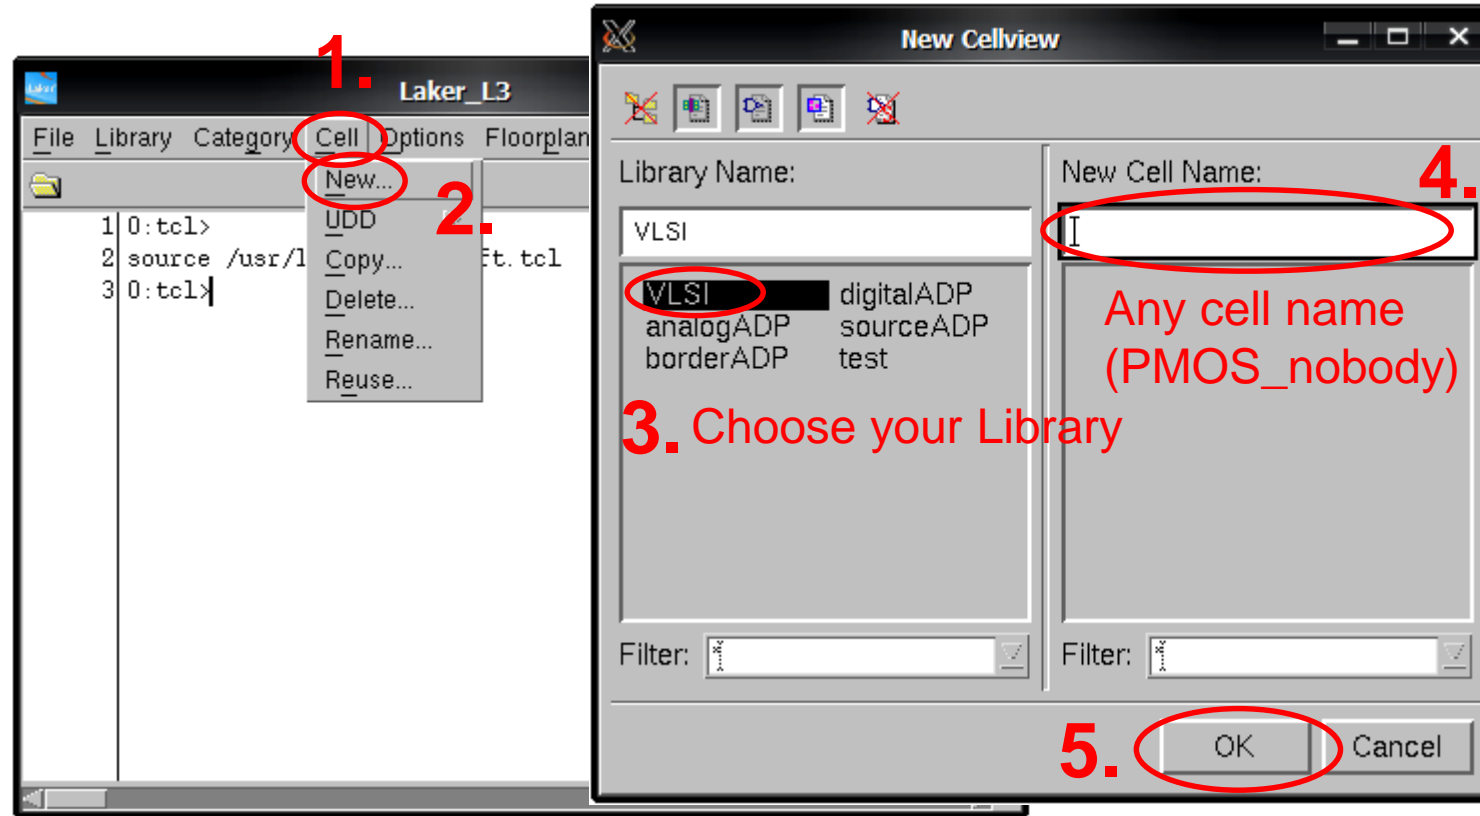 1.
Laker_L3
File Library Category Cell Options Floorplan
New...
2.
UDD
Copy...
Delete...
Rename...
Reuse...
1 0:tcl>
2 source /usr/l ft.tcl
3 0:tcl>
New Cellview
Library Name:
VLSI
VLSI digitalADP
analogADP sourceADP
borderADP test
3. Choose your Library
Filter: *
New Cell Name:
4.
Any cell name
(PMOS_nobody)
Filter: *
5.
OK Cancel